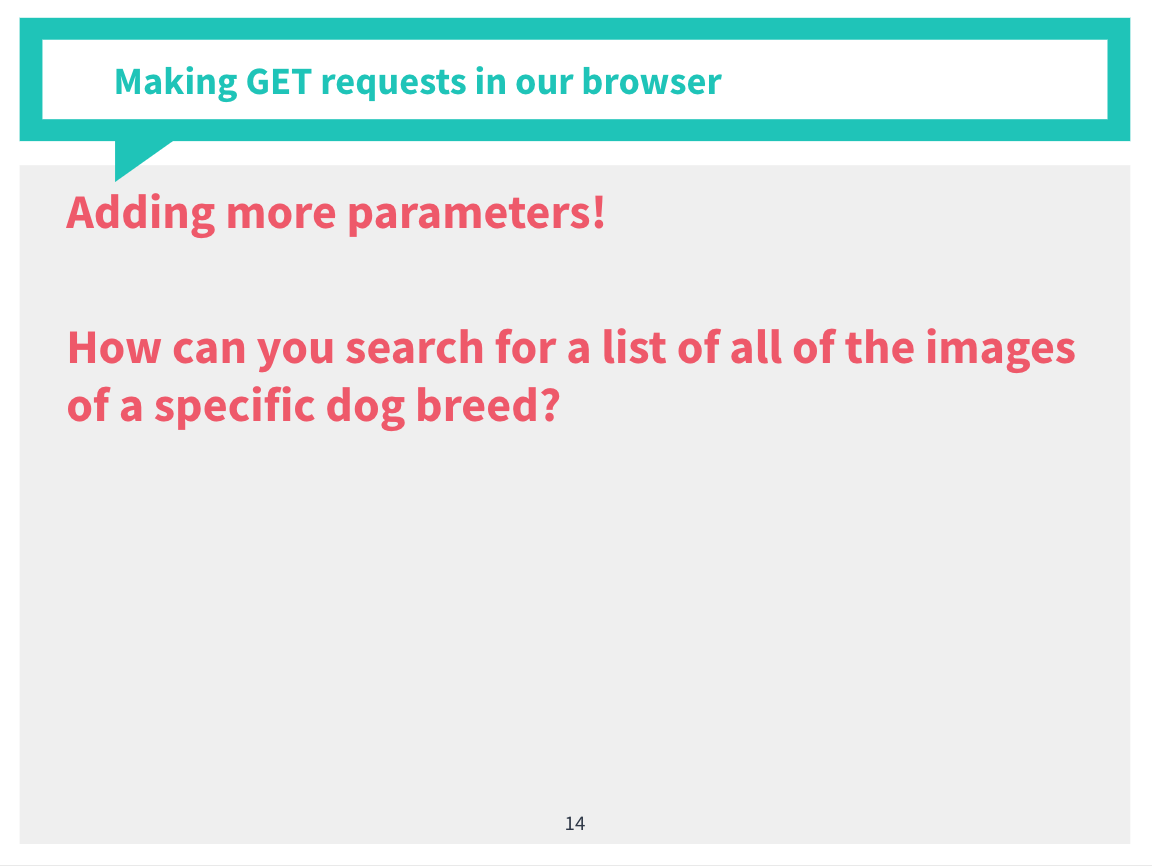 Making GET requests in our browser
Adding more parameters!
How can you search for a list of all of the images
of a specific dog breed?
14